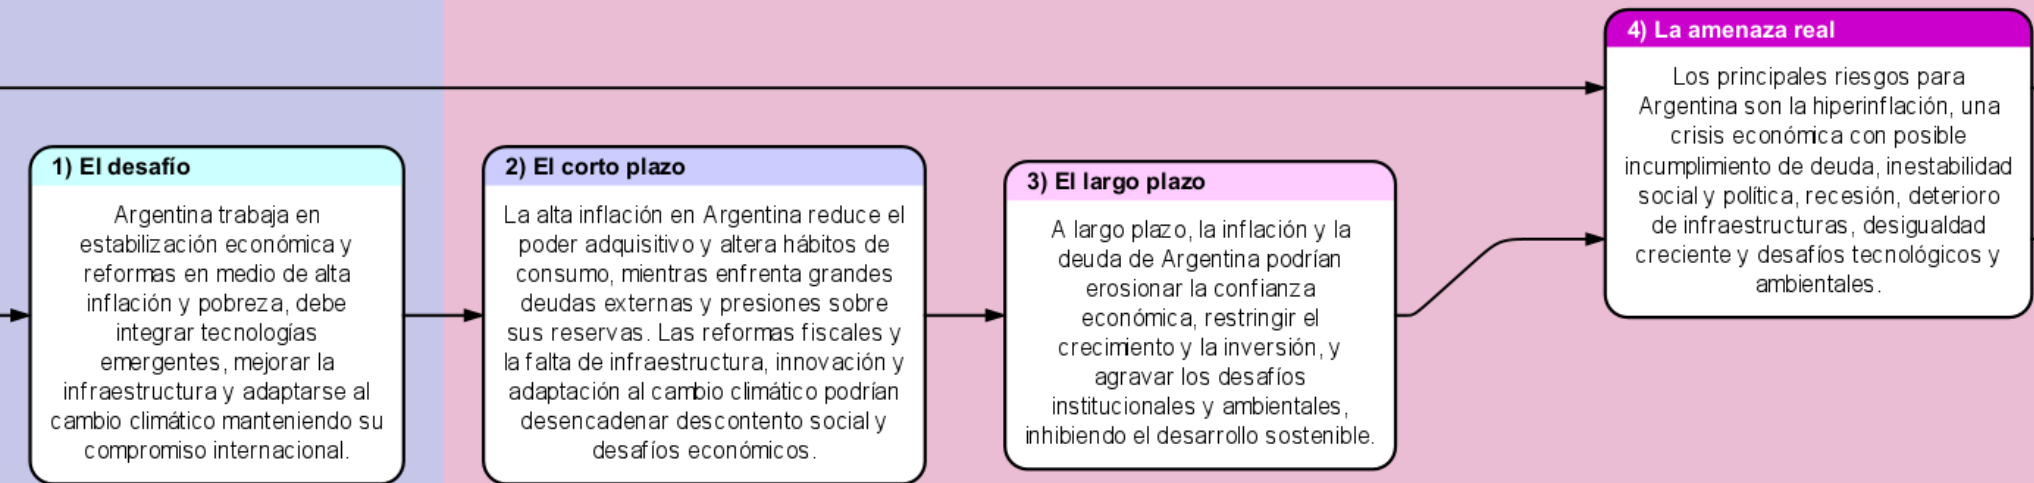 1) El desafío
Argentina trabaja en
estabilización económica y
reformas en medio de alta
inflación y pobreza, debe
integrar tecnologías
emergentes, mejorar la
infraestructura y adaptarse al
cambio climático manteniendo su
compromiso internacional.
2) El corto plazo
La alta inflación en Argentina reduce el
poder adquisitivo y altera hábitos de
consumo, mientras enfrenta grandes
deudas externas y presiones sobre
sus reservas. Las reformas fiscales y
la falta de infraestructura, innovación y
adaptación al cambio climático podrían
desencadenar descontento social y
desafíos económicos.
3) El largo plazo
A largo plazo, la inflación y la
deuda de Argentina podrían
erosionar la confianza
económica, restringir el
crecimiento y la inversión, y
agravar los desafíos
institucionales y ambientales,
inhibiendo el desarrollo sostenible.
4) La amenaza real
Los principales riesgos para
Argentina son la hiperinflación, una
crisis económica con posible
incumplimiento de deuda, inestabilidad
social y política, recesión, deterioro
de infraestructuras, desigualdad
creciente y desafíos tecnológicos y
ambientales.